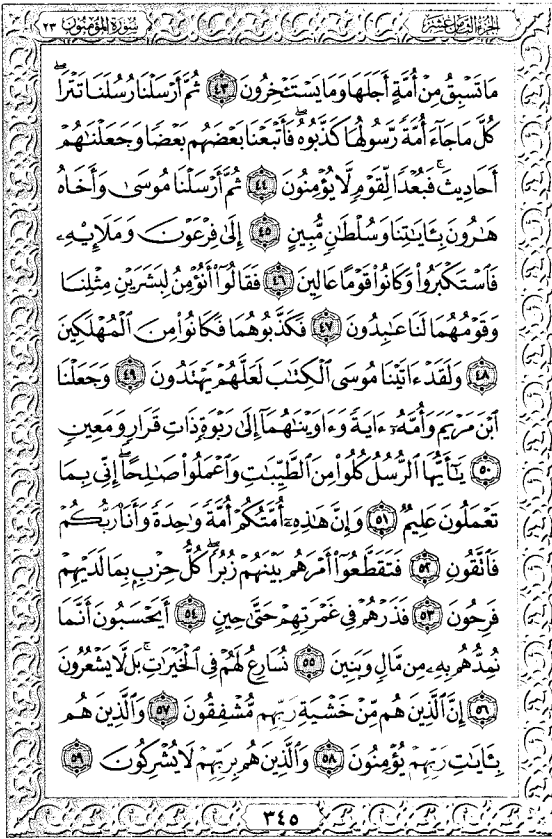 الجزء الثامن عشر
سورة المؤمنون ٢٣
مَا تَسْبِقُ مِنْ أُمَّةٍ أَجَلَهَا وَمَا يَسْتَـْٔخِرُونَ ٤٣ ثُمَّ أَرْسَلْنَا رُسُلَنَا تَتْرَاۖ
كُلَّ مَا جَآءَ أُمَّةً رَّسُولُهَا كَذَّبُوهُۖ فَأَتْبَعْنَا بَعْضَهُم بَعْضًا وَجَعَلْنَٰهُمْ
أَحَادِيثَۚ فَبُعْدًا لِّقَوْمٍ لَّا يُؤْمِنُونَ ٤٤ ثُمَّ أَرْسَلْنَا مُوسَىٰ وَأَخَاهُ
هَٰرُونَ بِـَٔايَٰتِنَا وَسُلْطَٰنٍ مُّبِينٍ ٤٥ إِلَىٰ فِرْعَوْنَ وَمَلَإِي۟هِۦ
فَٱسْتَكْبَرُوا۟ وَكَانُوا۟ قَوْمًا عَالِينَ ٤٦ فَقَالُوٓا۟ أَنُؤْمِنُ لِبَشَرَيْنِ مِثْلِنَا
وَقَوْمُهُمَا لَنَا عَٰبِدُونَ ٤٧ فَكَذَّبُوهُمَا فَكَانُوا۟ مِنَ ٱلْمُهْلَكِينَ
٤٨ وَلَقَدْ ءَاتَيْنَا مُوسَى ٱلْكِتَٰبَ لَعَلَّهُمْ يَهْتَدُونَ ٤٩ وَجَعَلْنَا
ٱبْنَ مَرْيَمَ وَأُمَّهُۥٓ ءَايَةً وَءَاوَيْنَٰهُمَآ إِلَىٰ رَبْوَةٍ ذَاتِ قَرَارٍ وَمَعِينٍ
٥٠ يَٰٓأَيُّهَا ٱلرُّسُلُ كُلُوا۟ مِنَ ٱلطَّيِّبَٰتِ وَٱعْمَلُوا۟ صَٰلِحًاۖ إِنِّى بِمَا
تَعْمَلُونَ عَلِيمٌ ٥١ وَإِنَّ هَٰذِهِۦٓ أُمَّتُكُمْ أُمَّةً وَٰحِدَةً وَأَنَا۠ رَبُّكُمْ
فَٱتَّقُونِ ٥٢ فَتَقَطَّعُوٓا۟ أَمْرَهُم بَيْنَهُمْ زُبُرًاۖ كُلُّ حِزْبٍۭ بِمَا لَدَيْهِمْ
فَرِحُونَ ٥٣ فَذَرْهُمْ فِى غَمْرَتِهِمْ حَتَّىٰ حِينٍ ٥٤ أَيَحْسَبُونَ أَنَّمَا
نُمِدُّهُم بِهِۦ مِن مَّالٍ وَبَنِينَ ٥٥ نُسَارِعُ لَهُمْ فِى ٱلْخَيْرَٰتِۚ بَل لَّا يَشْعُرُونَ
٥٦ إِنَّ ٱلَّذِينَ هُم مِّنْ خَشْيَةِ رَبِّهِم مُّشْفِقُونَ ٥٧ وَٱلَّذِينَ هُم
بِـَٔايَٰتِ رَبِّهِمْ يُؤْمِنُونَ ٥٨ وَٱلَّذِينَ هُم بِرَبِّهِمْ لَا يُشْرِكُونَ ٥٩
٣٤٥